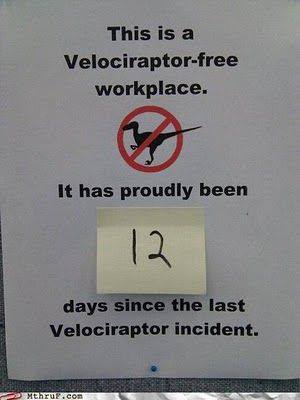 This is a
Velociraptor-free
workplace.
It has proudly been
12
days since the last
Velociraptor incident.
Mthruf.com